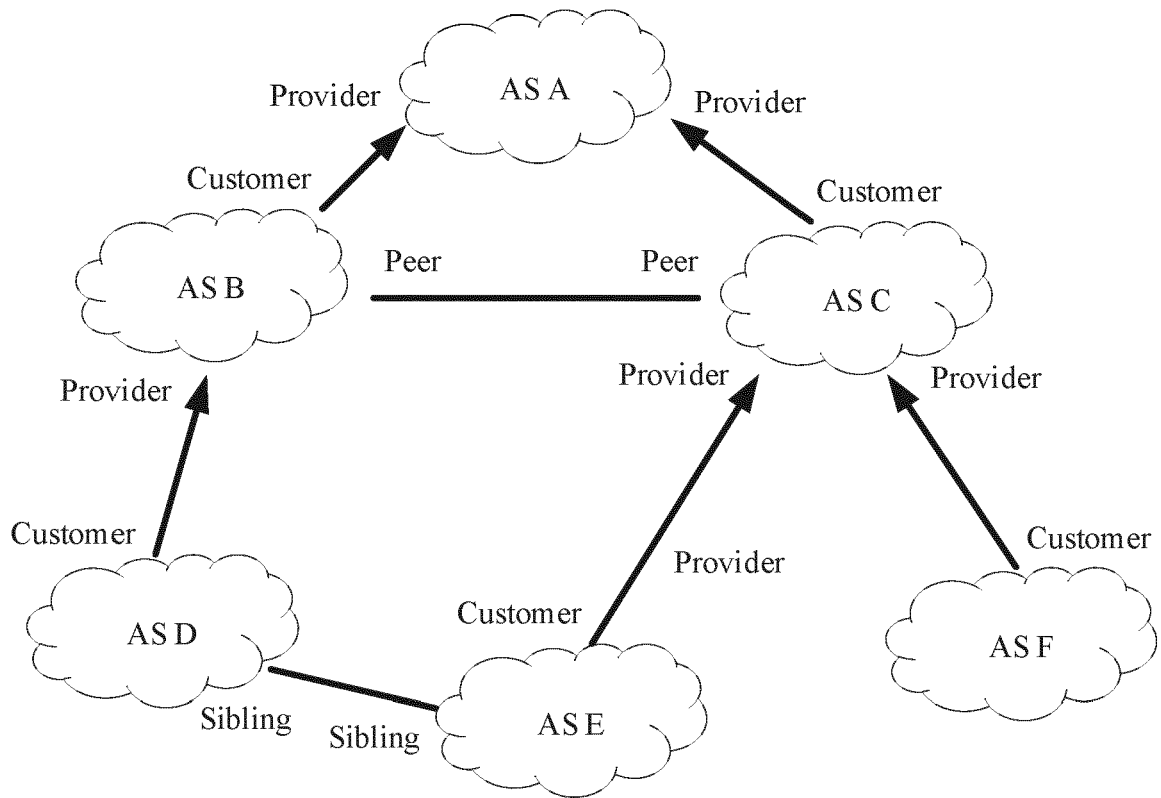 AS A
Provider
Provider
Customer
Customer
Peer
Peer
AS B
AS C
Provider
Provider
Provider
Customer
Customer
Provider
Customer
AS D
AS F
Sibling
Sibling
AS E